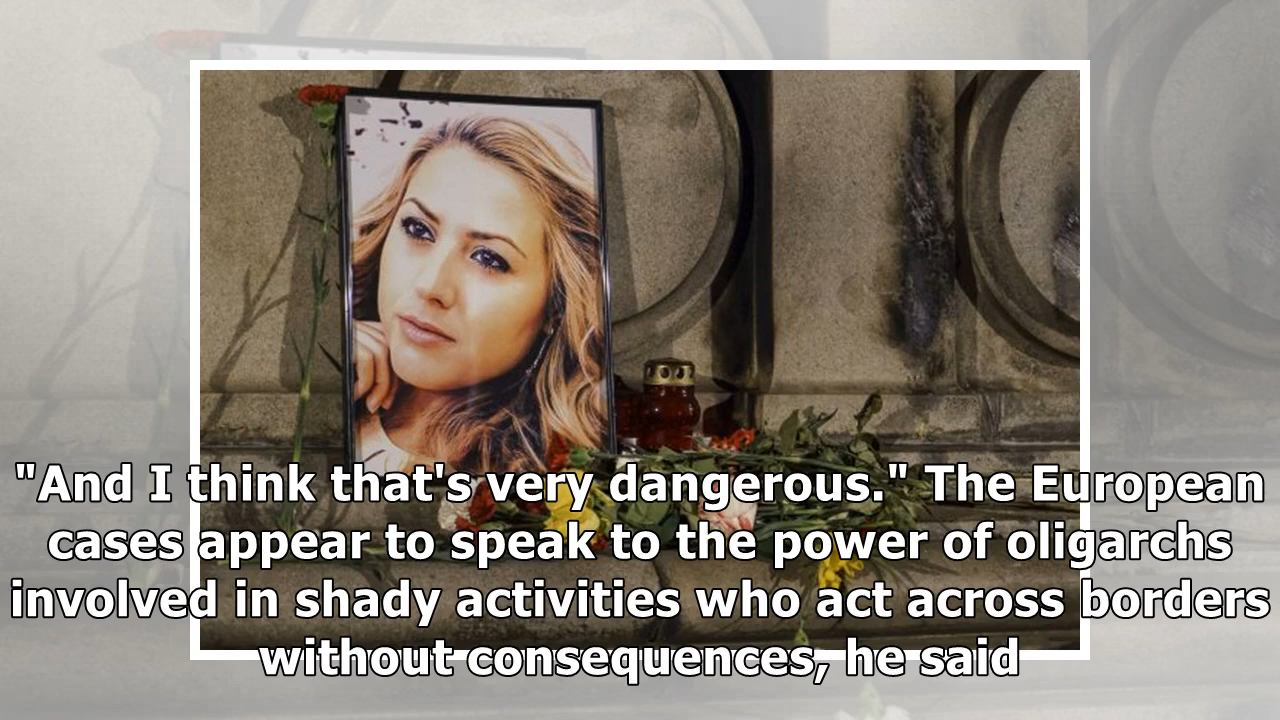 "And I think that's very dangerous." The European
cases appear to speak to the power of oligarchs
involved in shady activities who act across borders
without consequences, he said